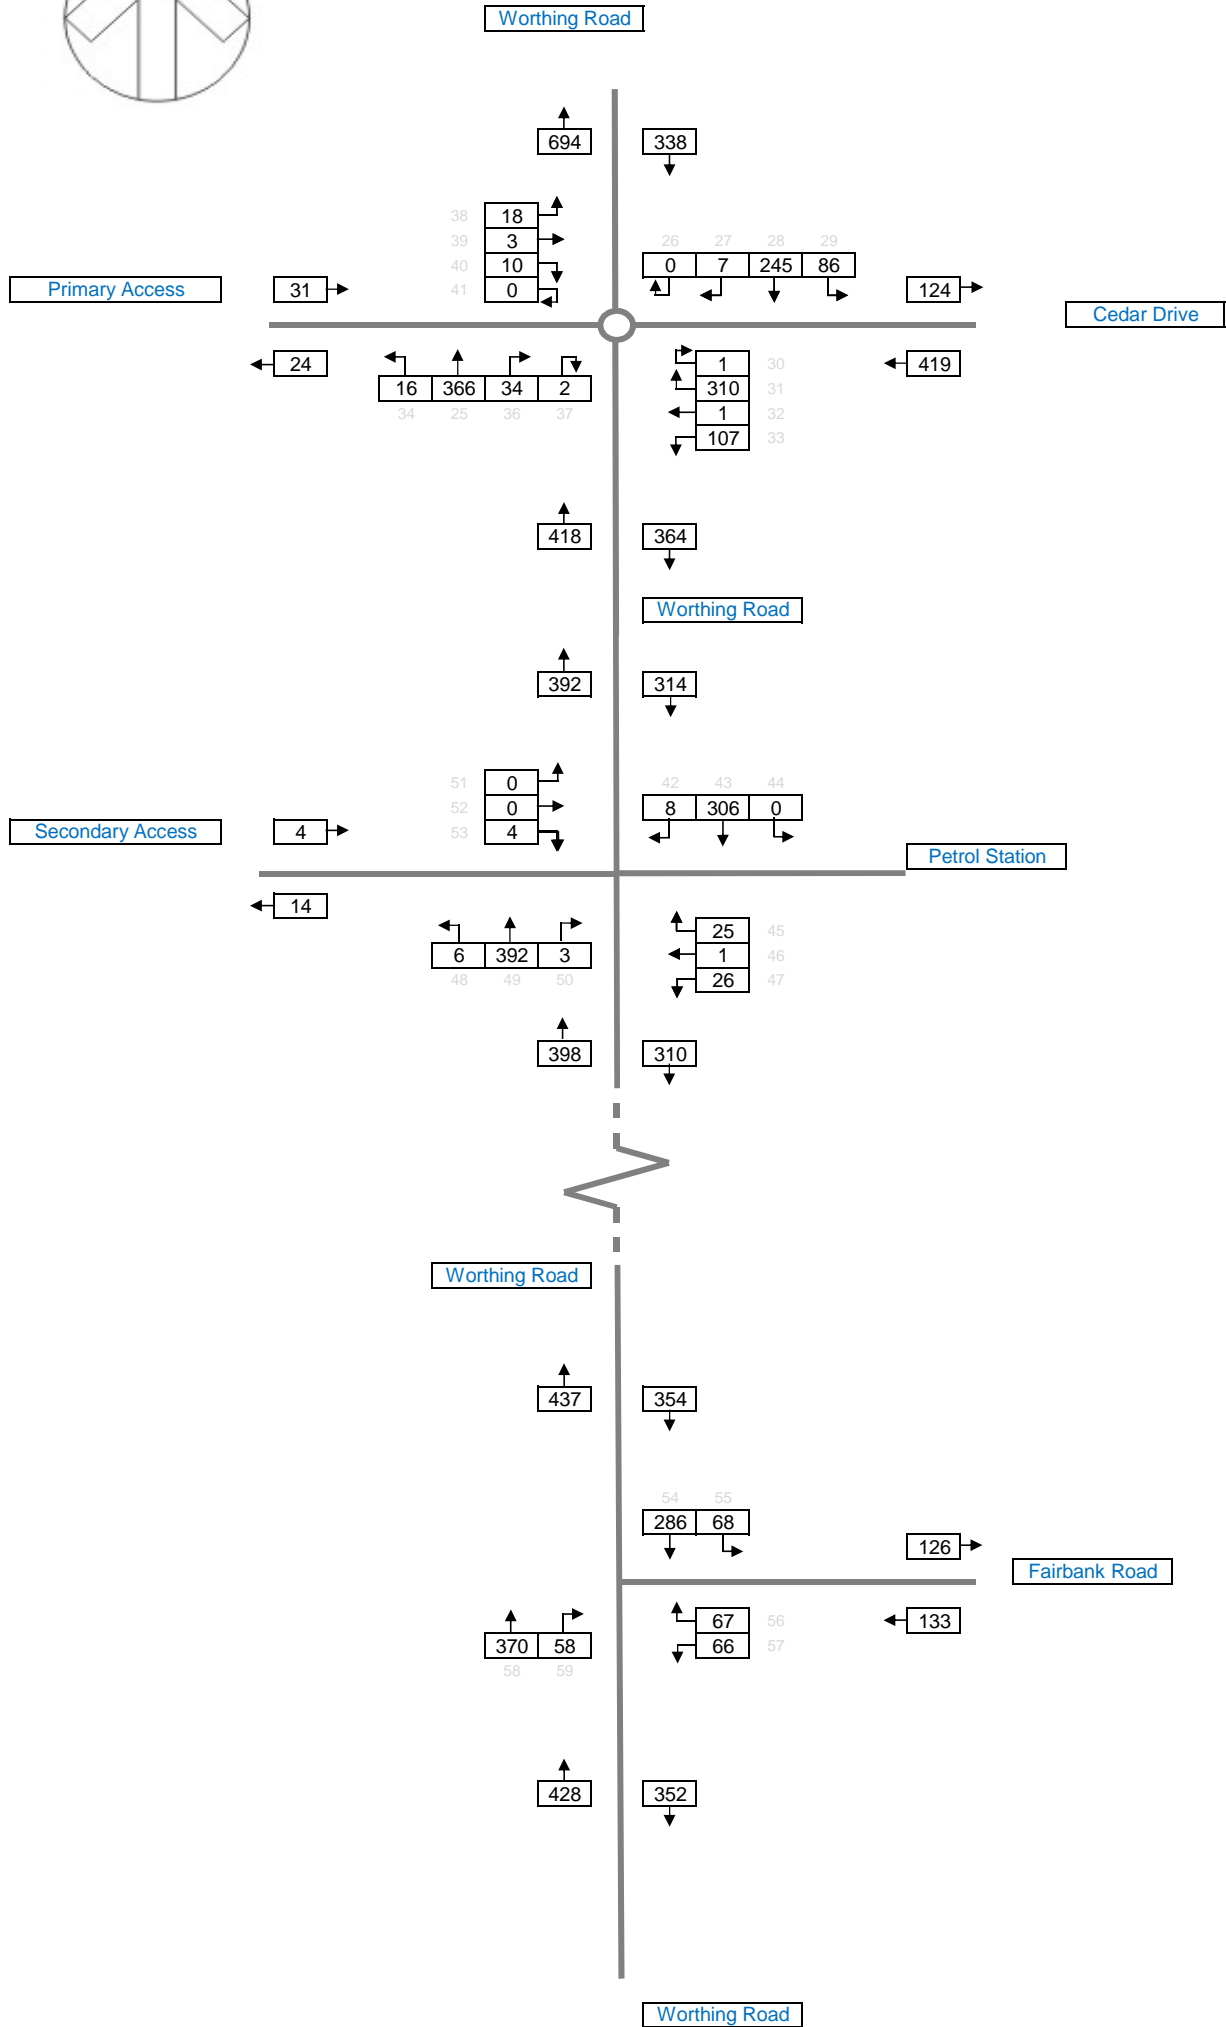 Worthing Road
694 338
38 18
39 3 26 27 28 29
40 10 0 7 245 86
Primary Access 31 41 0 124
Cedar Drive
24 1 30 419
16 366 34 2 310 31
34 25 36 37 1 32
107 33
418 364
Worthing Road
392 314
51 0 42 43 44
52 0 8 306 0
Secondary Access 4 53 4
Petrol Station
14
25 45
6 392 3 1 46
48 49 50 26 47
398 310
Worthing Road
437 354
54 55
286 68
126
Fairbank Road
67 56 133
370 58 66 57
58 59
428 352
Worthing Road